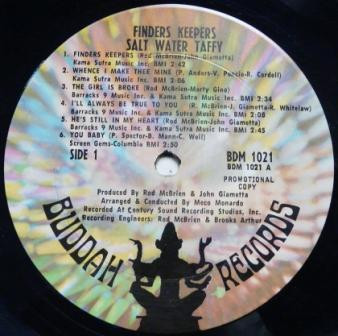 FINDERS KEEPERS
SALT WATER TAFFY
1. FINDERS KEEPERS (Rod McBrien-John Giametta)
Kama Sutra Music Inc. BMI 2:42
2. WHENCE I MAKE THEE MINE (P. Anders-V. Poncia-R. Cordell)
Kama Sutra Music Inc. BMI 2:06
3. THE GIRL IS BROKE (Rod McBrien-Marty Gino)
Barracks 9 Music Inc. & Kama Sutra Music Inc. BMI 2:34
4. I'LL ALWAYS BE TRUE TO YOU (R. McBrien-J. Giametta-R. Whitelaw)
Barracks 9 Music Inc. & Kama Sutra Music Inc. BMI 2:08
5. HE'S STILL IN MY HEART (Rod McBrien-John Giametta)
Barracks 9 Music Inc. & Kama Sutra Music Inc. BMI 2:45
6. YOU BABY (P. Spector-B. Mann-C. Weil)
Screen Gems-Columbia BMI 2:50
SIDE 1
BDM 1021
BDM 1021 A
PROMOTIONAL
COPY
Produced By Rod McBrien & John Giametta
Arranged & Conducted By Meco Monardo
Recorded At Century Sound Recording Studios, Inc.
Recording Engineers: Rod McBrien & Brooks Arthur
BUDDAH RECORDS